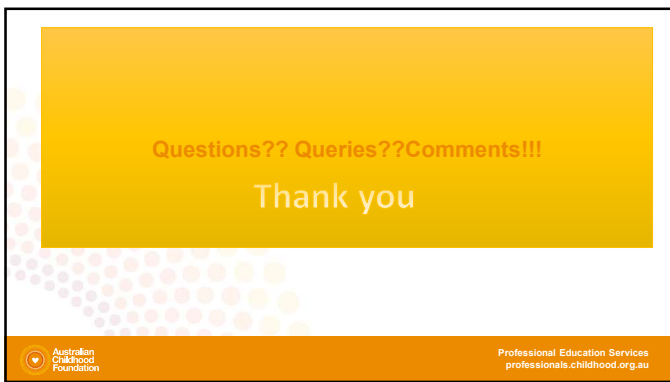 Questions?? Queries??Comments!!!
Thank you
Australian
Childhood
Foundation
Professional Education Services
professionals.childhood.org.au